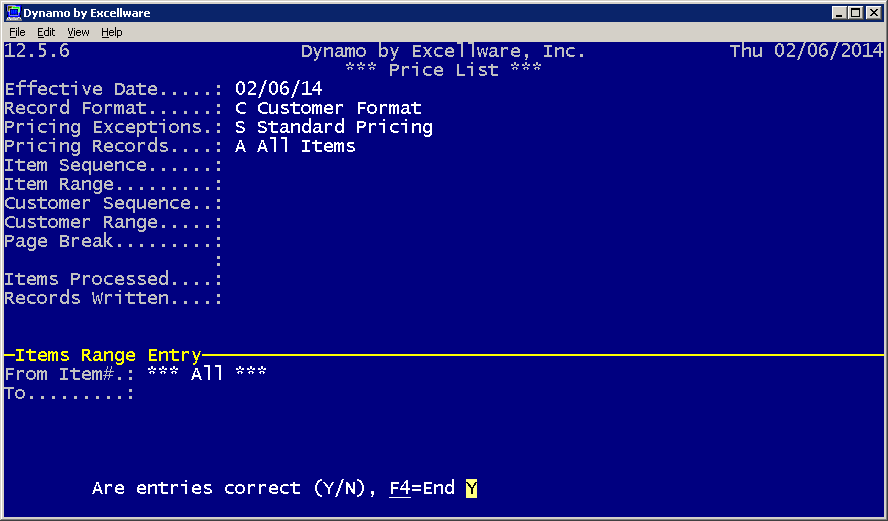 Dynamo by Excellware
File Edit View Help
12.5.6 Dynamo by Excellware, Inc. Thu 02/06/2014
*** Price List ***
Effective Date.....: 02/06/14
Record Format......: C Customer Format
Pricing Exceptions.: S Standard Pricing
Pricing Records....: A All Items
Item Sequence......:
Item Range.........:
Customer Sequence..:
Customer Range.....:
Page Break.........:
:
Items Processed....:
Records Written....:
Items Range Entry
From Item#.: *** All ***
To.........:
Are entries correct (Y/N), F4=End Y